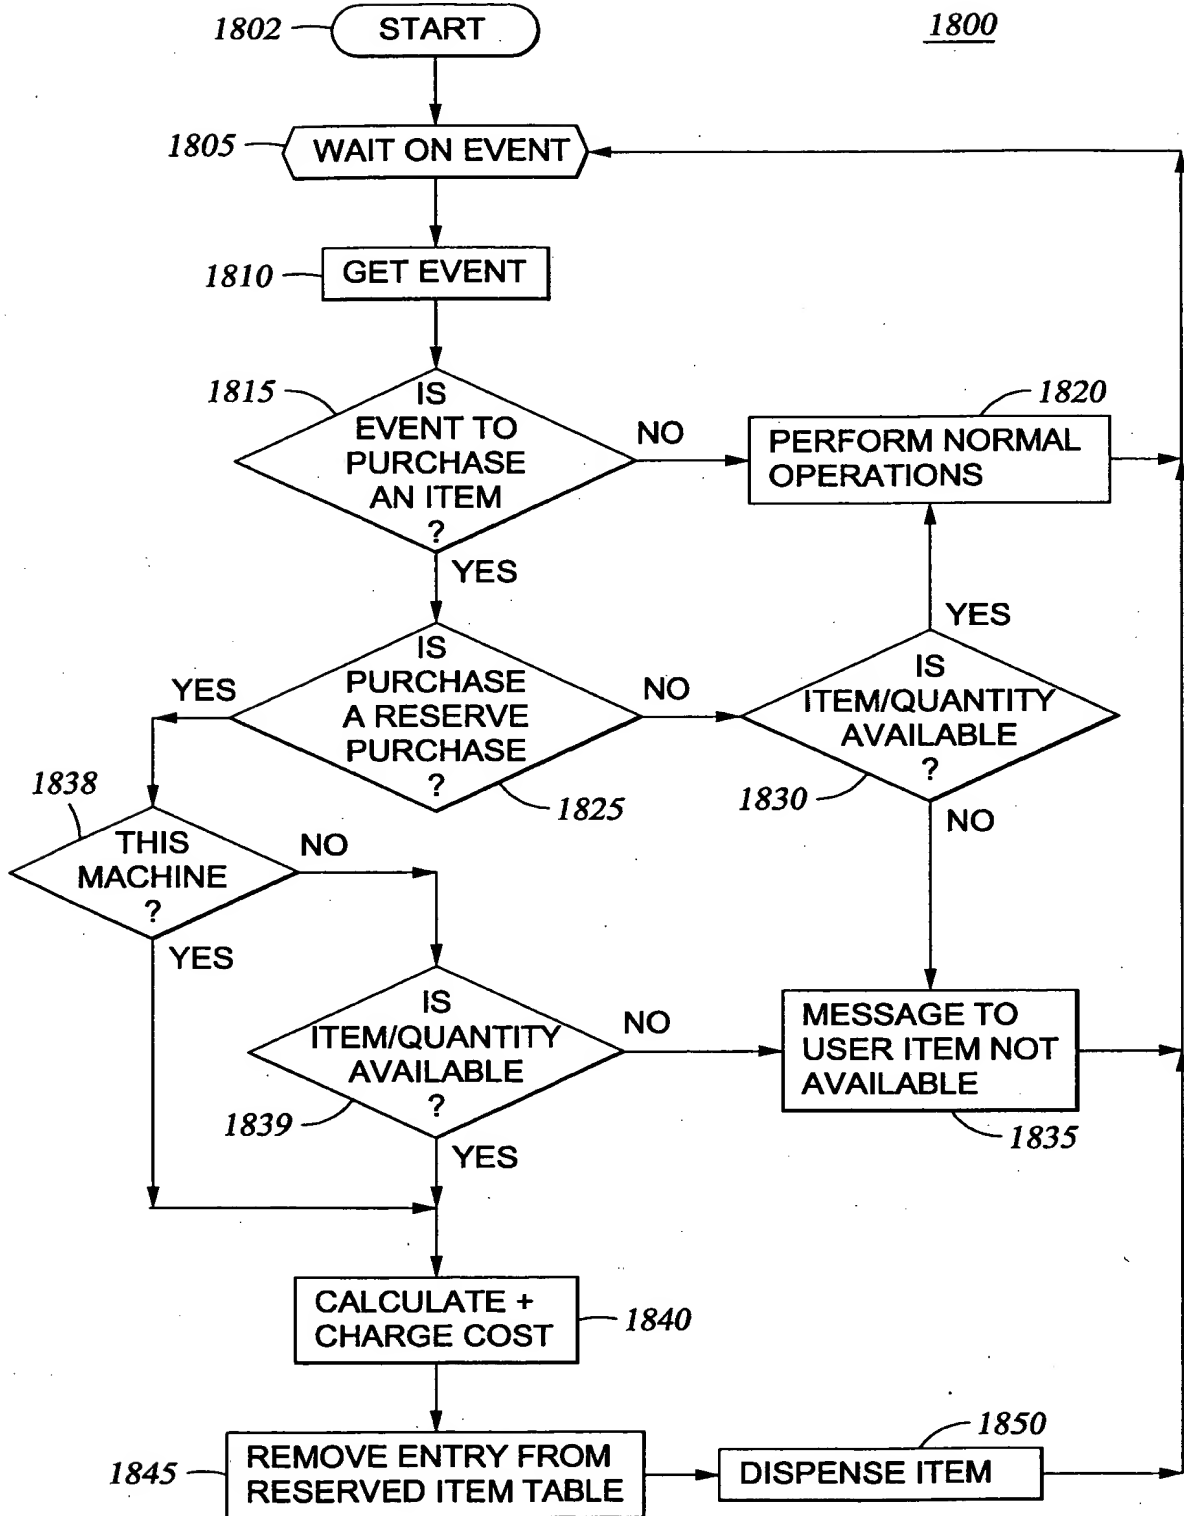 1802
START
1800
1805
WAIT ON EVENT
1810
GET EVENT
1815
IS
EVENT TO
PURCHASE
AN ITEM
?
NO
1820
PERFORM NORMAL
OPERATIONS
YES
IS
PURCHASE
A RESERVE
PURCHASE
?
1825
YES
NO
YES
IS
ITEM/QUANTITY
AVAILABLE
?
1830
NO
1838
THIS
MACHINE
?
NO
YES
IS
ITEM/QUANTITY
AVAILABLE
?
1839
NO
YES
MESSAGE TO
USER ITEM NOT
AVAILABLE
1835
CALCULATE +
CHARGE COST
1840
1845
REMOVE ENTRY FROM
RESERVED ITEM TABLE
1850
DISPENSE ITEM